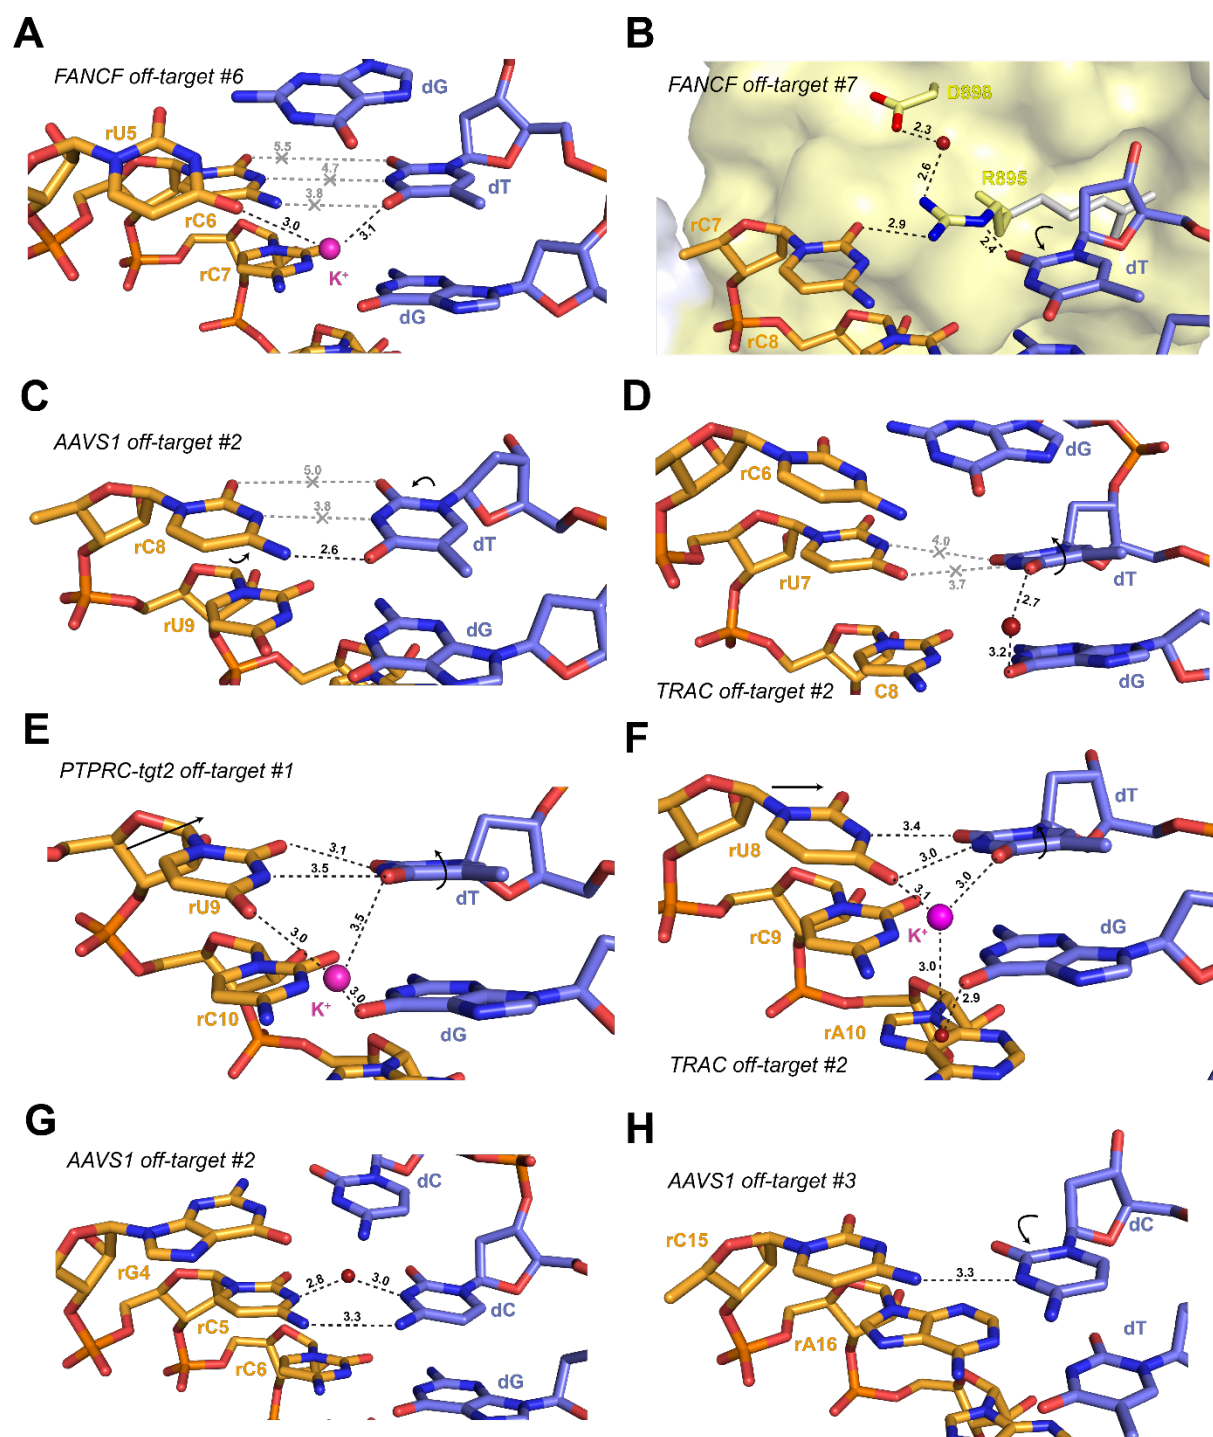 A
FANCF off-target #6
dG
rU5
5.5
4.7
dT
3.8
rC6
3.0
3.1
rC7
K+
dG
B
FANCF off-target #7
D898
2.3
2.6
R895
rC7
2.9
2.4
dT
rC8
C
AAVS1 off-target #2
5.0
3.8
rC8
2.6
dT
rU9
dG
D
dG
rC6
4.0
3.7
rU7
dT
2.7
3.2
C8
dG
TRAC off-target #2
E
PTPRC-tgt2 off-target #1
3.1
3.5
rU9
dT
3.5
3.0
K+
3.0
rC10
dG
F
dT
3.4
rU8
3.0
3.1
3.0
rC9
K+
dG
3.0
2.9
rA10
TRAC off-target #2
G
AAVS1 off-target #2
dC
rG4
2.8
3.0
3.3
rC5
dC
rC6
dG
H
AAVS1 off-target #3
dC
rC15
3.3
dT
rA16